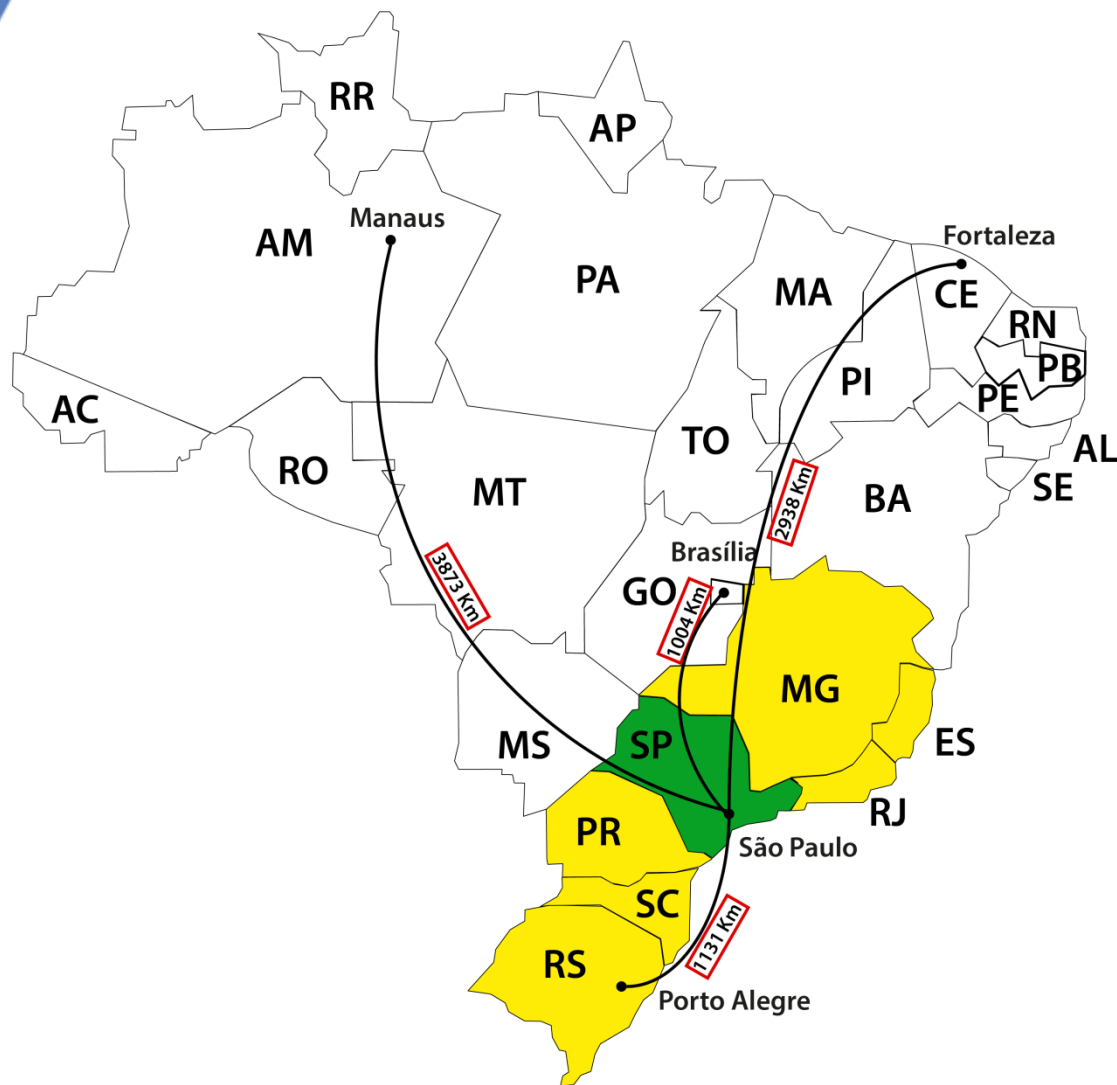 RR
AP
Manaus
AM
Fortaleza
PA
MA
CE
RN
PB
PI
PE
AC
TO
AL
RO
MT
SE
BA
2938 Km
Brasília
3873 Km
GO
1004 Km
MG
MS
SP
ES
RJ
PR
São Paulo
SC
1131 Km
RS
Porto Alegre